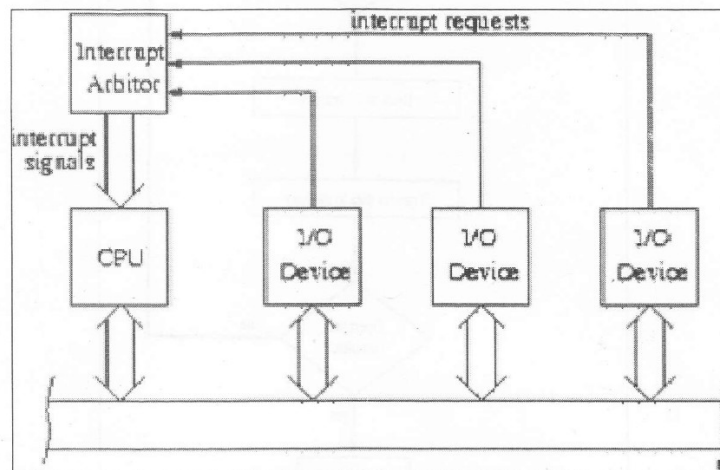 interrupt requests
Interrupt
Arbitor
interrupt
signals
CPU
I/O
Device
I/O
Device
I/O
Device